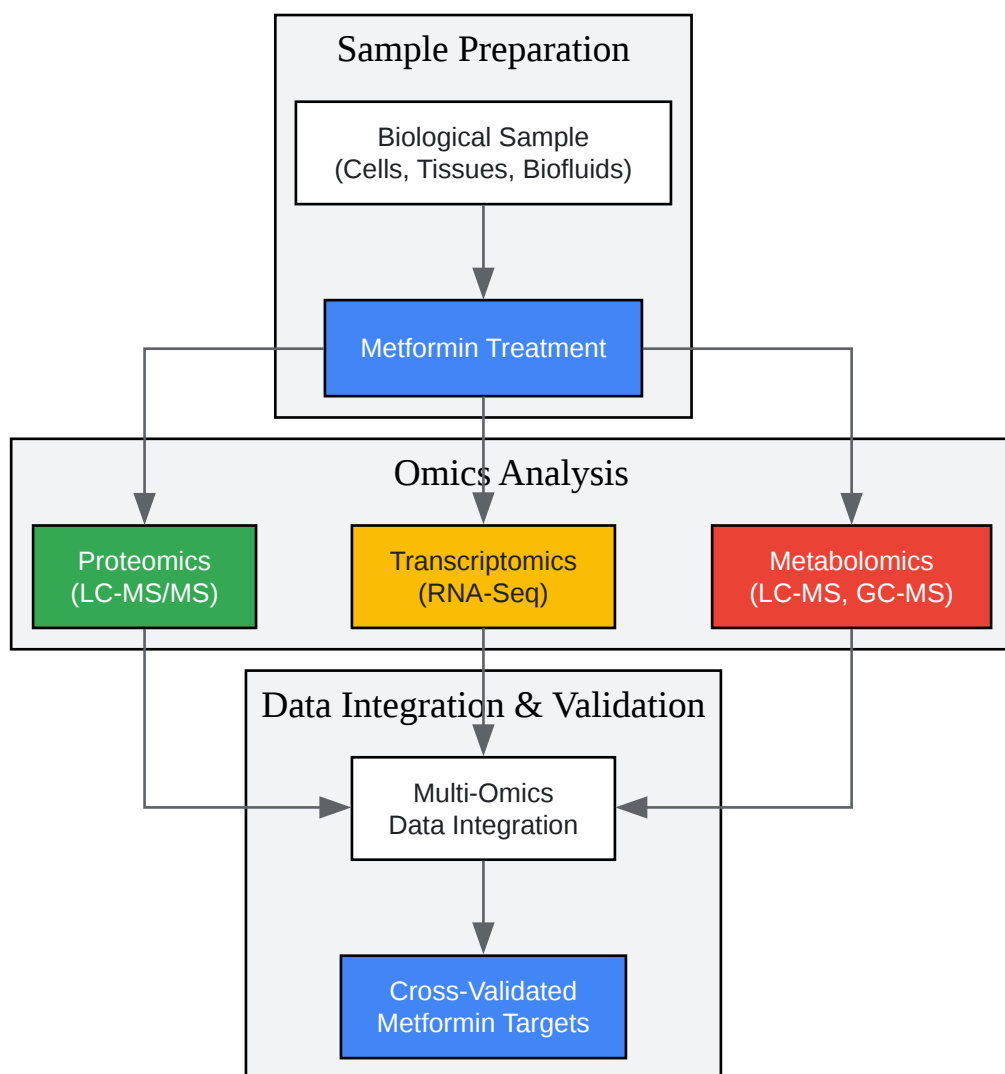 Sample Preparation
Biological Sample
(Cells, Tissues, Biofluids)
Metformin Treatment
Omics Analysis
Proteomics
(LC-MS/MS)
Transcriptomics
(RNA-Seq)
Metabolomics
(LC-MS, GC-MS)
Data Integration & Validation
Multi-Omics
Data Integration
Cross-Validated
Metformin Targets